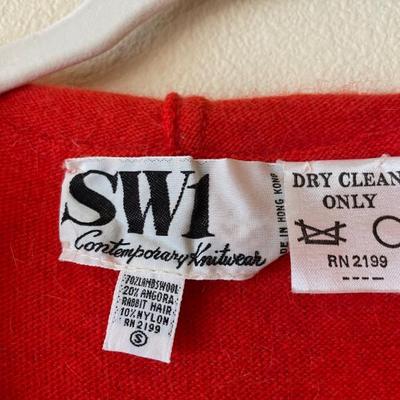 SW1
Contemporary Knitwear
70% LAMBSWOOL
20% ANGORA
RABBIT HAIR
10% NYLON
RN 2199
S
DE IN HONG KONG
DRY CLEAN
ONLY
RN 2199